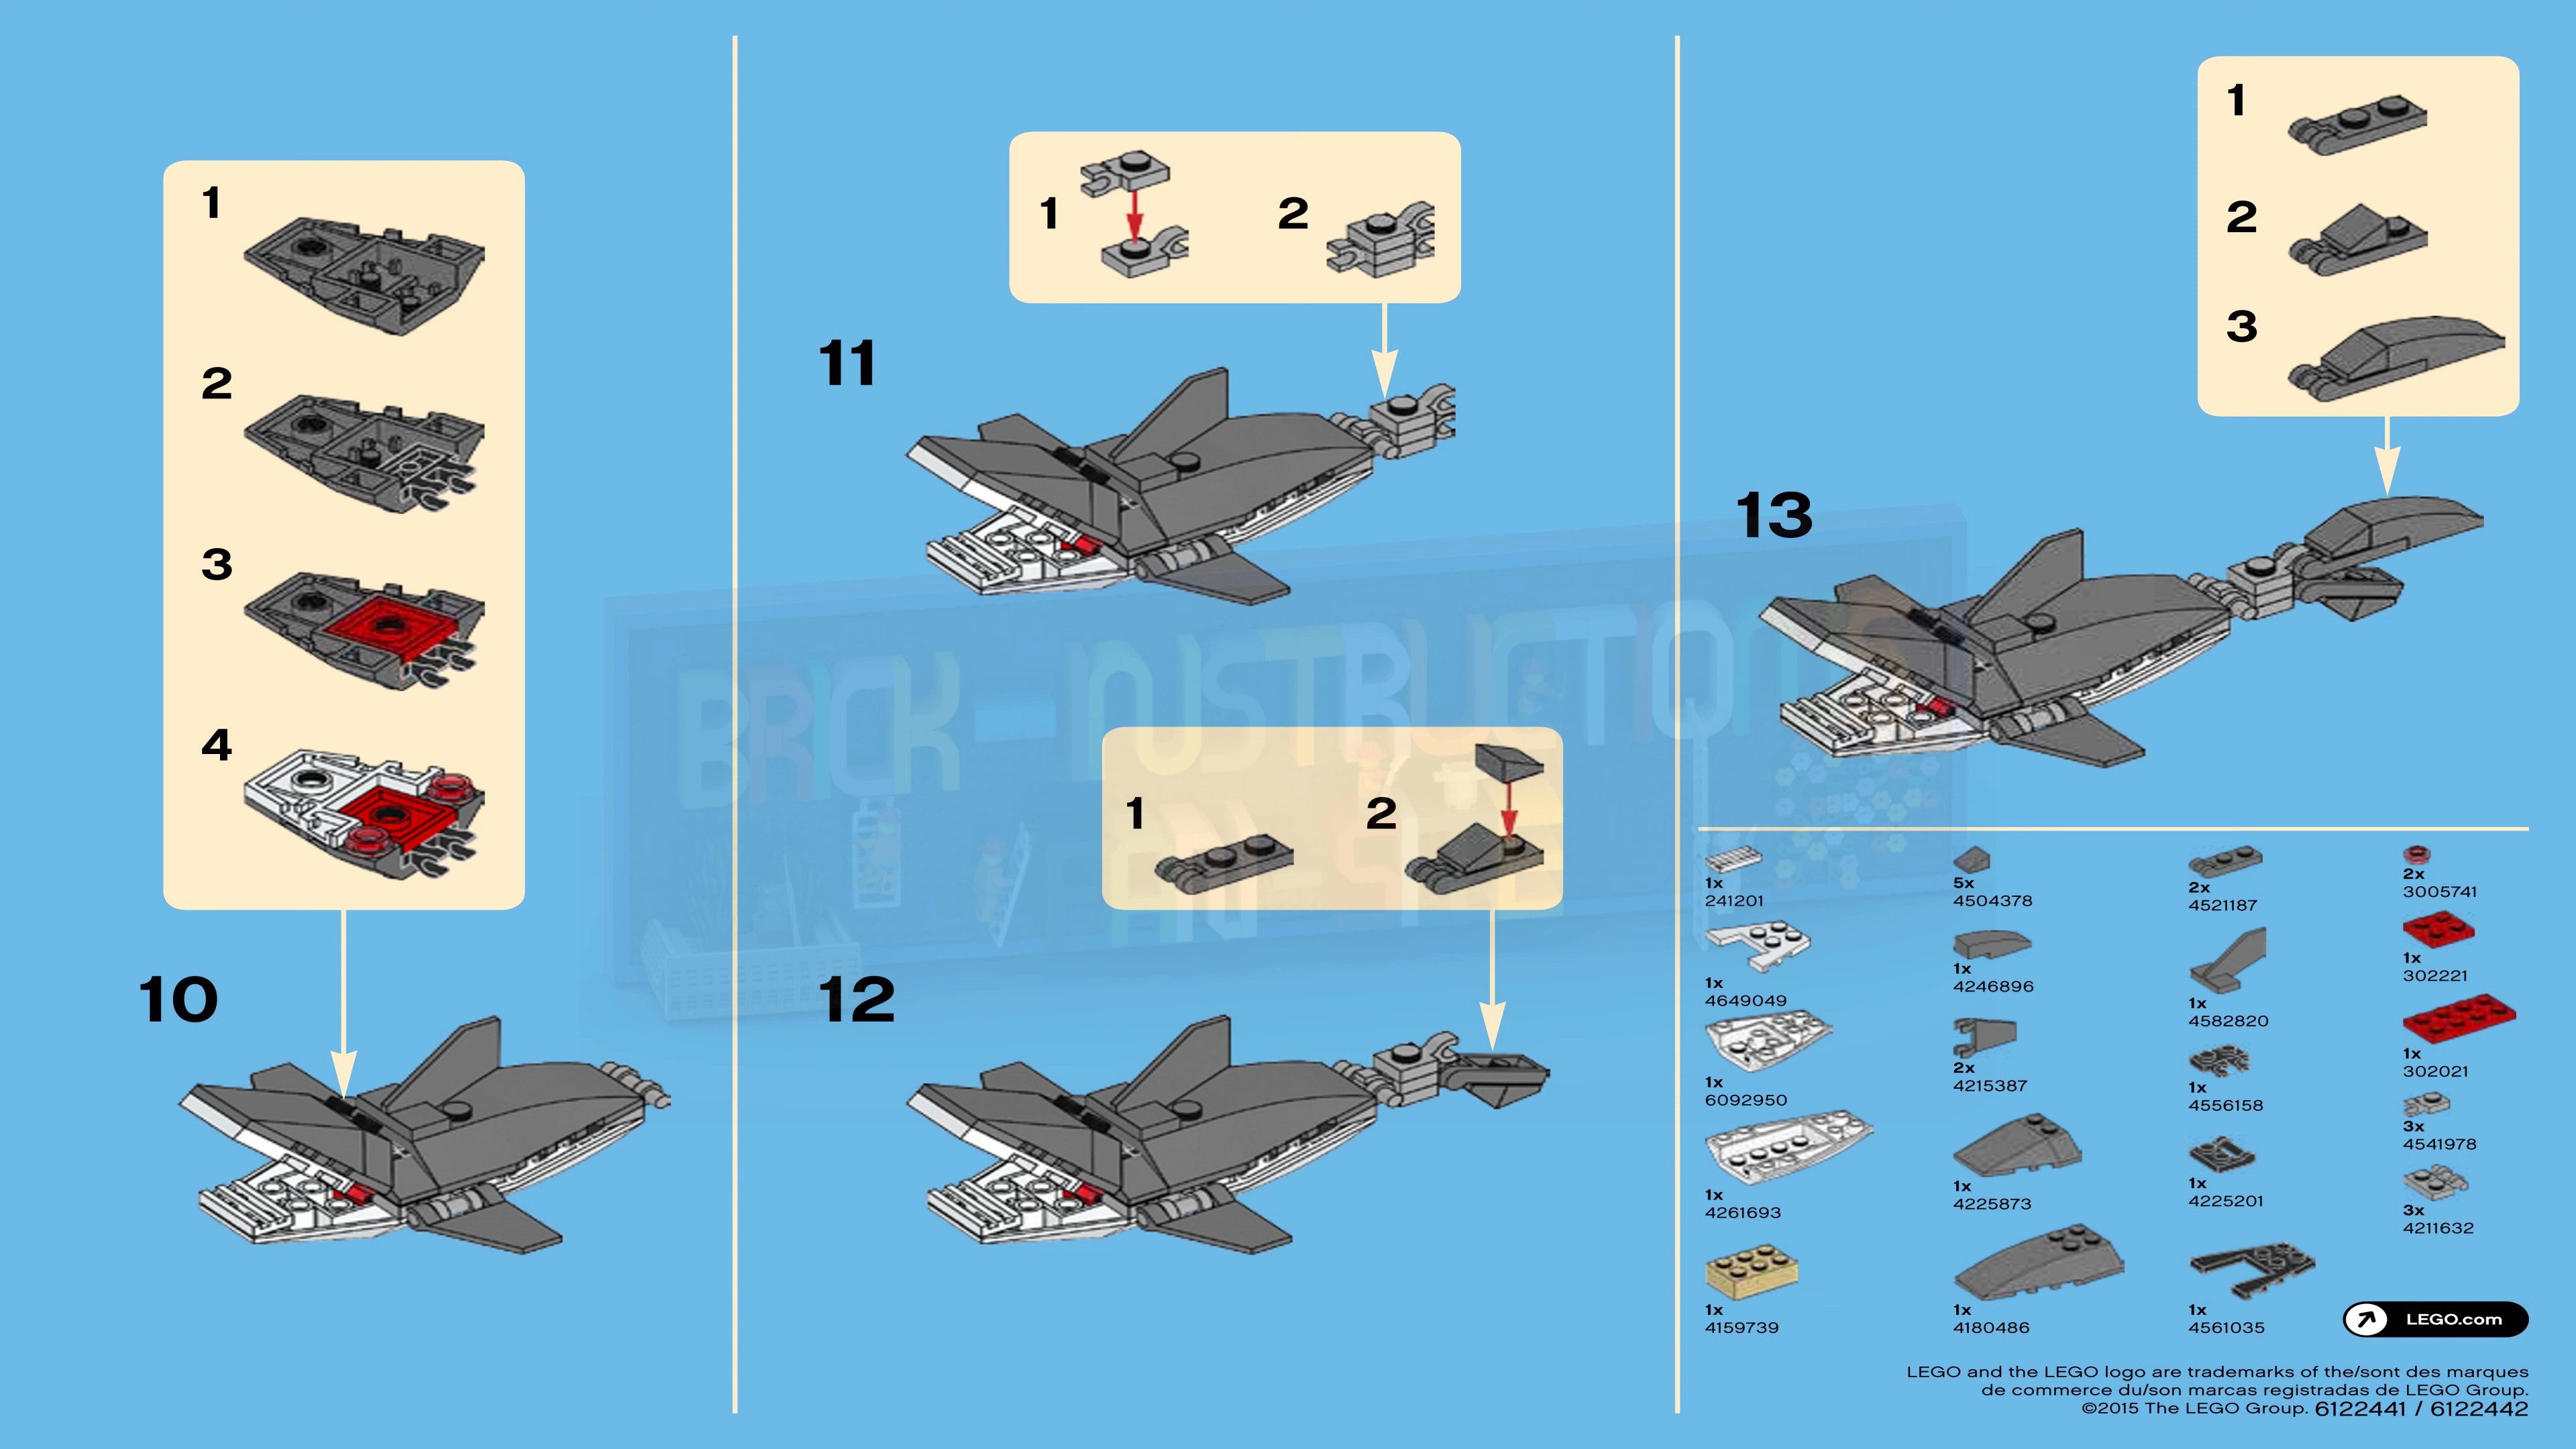 1
2
3
4
10
1
2
11
1
2
12
1
2
3
13
1x
241201
1x
4649049
1x
6092950
1x
4261693
1x
4159739
5x
4504378
1x
4246896
2x
4215387
1x
4225873
1x
4180486
2x
4521187
1x
4582820
1x
4556158
1x
4225201
1x
4561035
2x
3005741
1x
302221
1x
302021
3x
4541978
3x
4211632
LEGO.com
LEGO and the LEGO logo are trademarks of the/sont des marques
de commerce du/son marcas registradas de LEGO Group.
©2015 The LEGO Group. 6122441 / 6122442
BRICK-INSTRUCTIONS